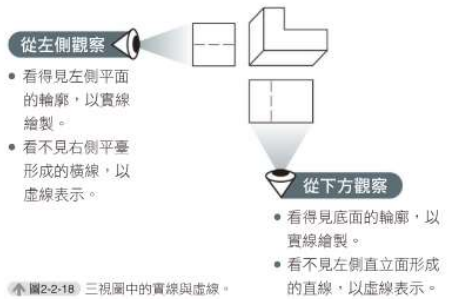 從左側觀察
• 看得見左側平面
的輪廓，以實線
繪製。
• 看不見右側平臺
形成的橫線，以
虛線表示。
從下方觀察
• 看得見底面的輪廓，以
實線繪製。
• 看不見左側直立面形成
的直線，以虛線表示。
圖2-2-18 三視圖中的實線與虛線。